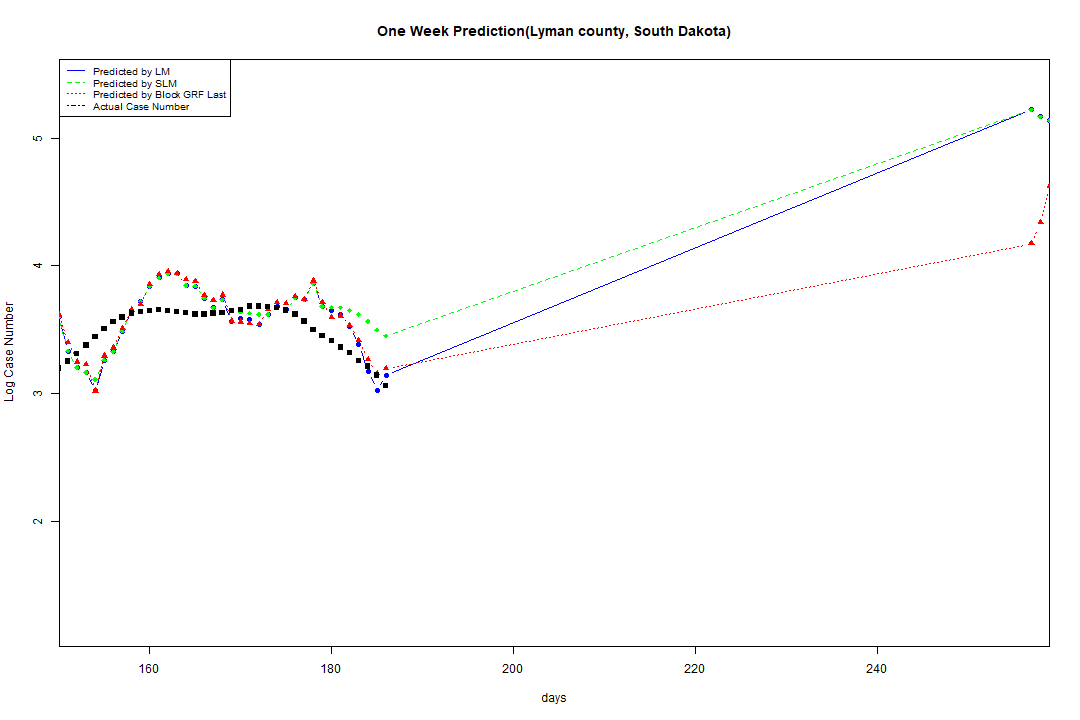 One Week Prediction(Lyman county, South Dakota)
Predicted by LM
Predicted by SLM
Predicted by Block GRF Last
Actual Case Number
5
4
3
2
Log Case Number
160 180 200 220 240
days